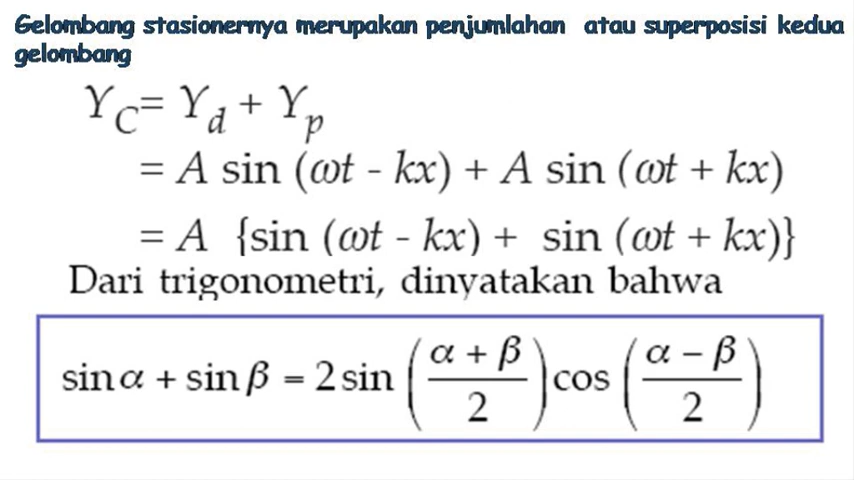 Gelombang stasionernya merupakan penjumlahan atau superposisi kedua
gelombang
Y_C = Y_d + Y_p
= A sin (ωt - kx) + A sin (ωt + kx)
= A {sin (ωt - kx) + sin (ωt + kx)}
Dari trigonometri, dinyatakan bahwa
sin α + sin β = 2 sin ((α + β)/2) cos ((α − β)/2)